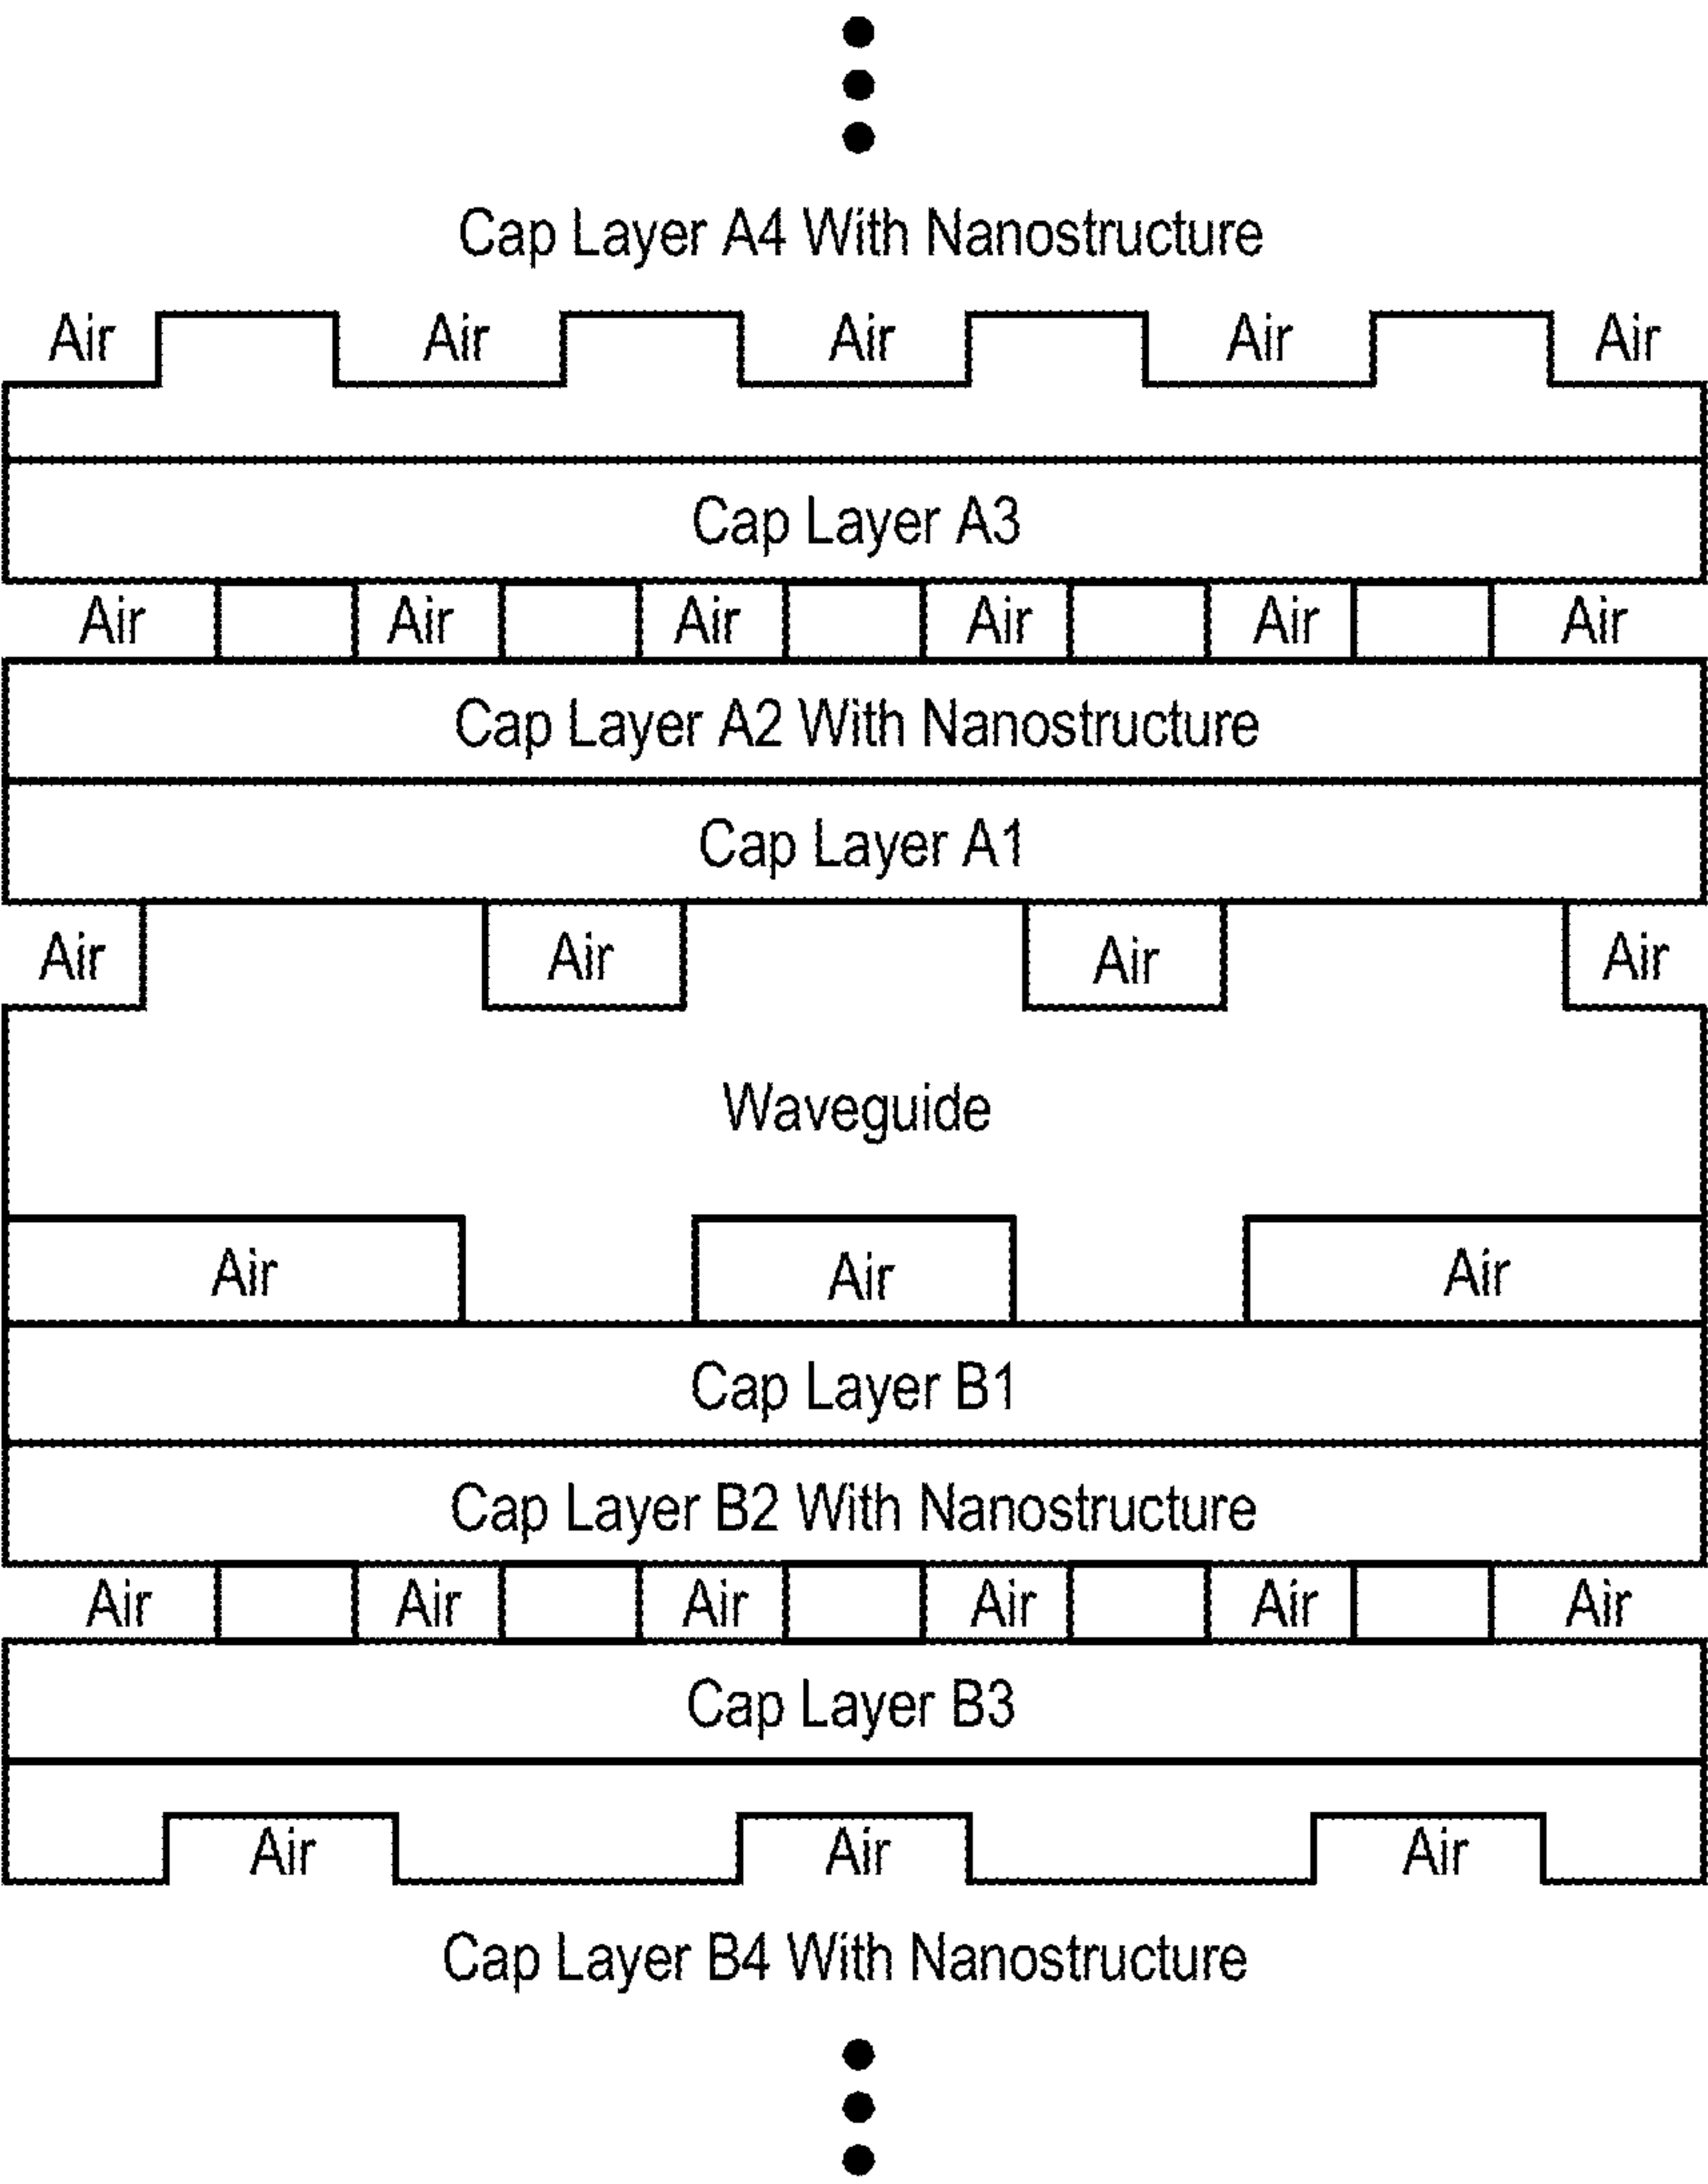 Cap Layer A4 With Nanostructure
Air Air Air Air Air
Cap Layer A3
Air Air Air Air Air Air
Cap Layer A2 With Nanostructure
Cap Layer A1
Air Air Air Air
Waveguide
Air Air Air
Cap Layer B1
Cap Layer B2 With Nanostructure
Air Air Air Air Air Air
Cap Layer B3
Air Air Air
Cap Layer B4 With Nanostructure